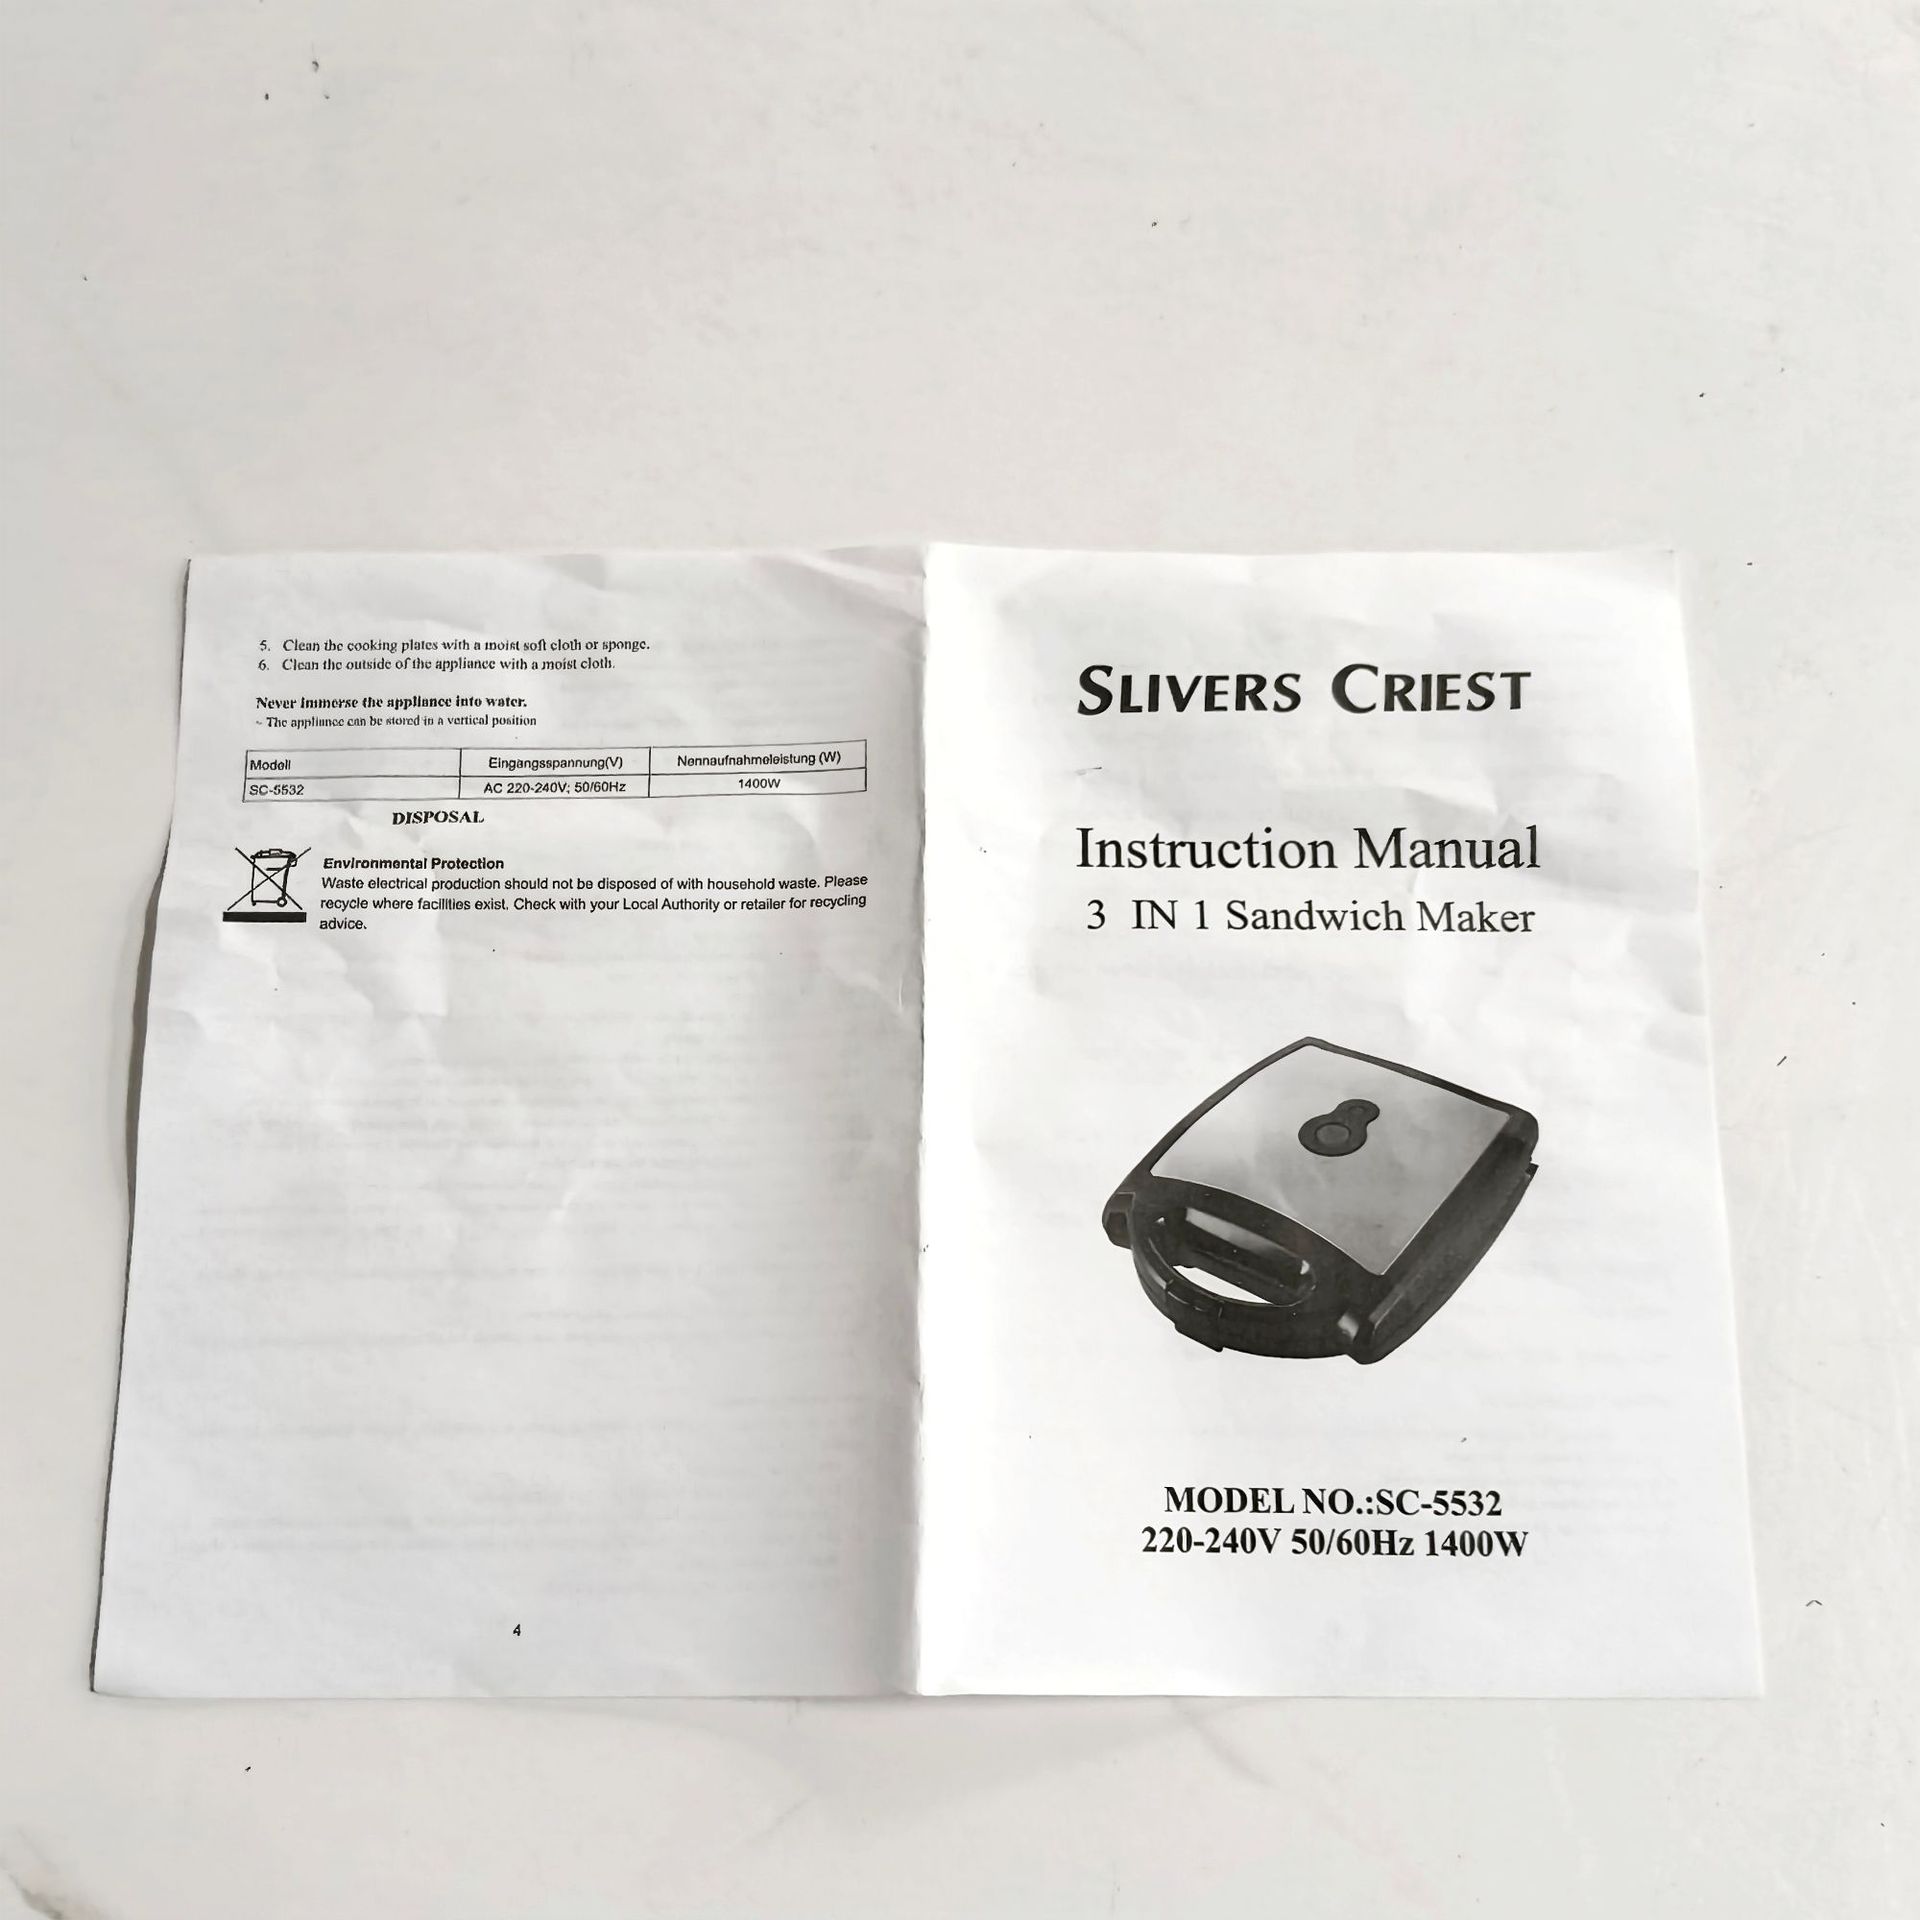 5. Clean the cooking plates with a moist soft cloth or sponge.
6. Clean the outside of the appliance with a moist cloth.
Never immerse the appliance into water.
- The appliance can be stored in a vertical position
Modell Eingangsspannung(V) Nennaufnahmeleistung (W)
SC-5532 AC 220-240V; 50/60Hz 1400W
DISPOSAL
Environmental Protection
Waste electrical production should not be disposed of with household waste. Please
recycle where facilities exist. Check with your Local Authority or retailer for recycling
advice.
4
SLIVERS CRIEST
Instruction Manual
3 IN 1 Sandwich Maker
MODEL NO.:SC-5532
220-240V 50/60Hz 1400W